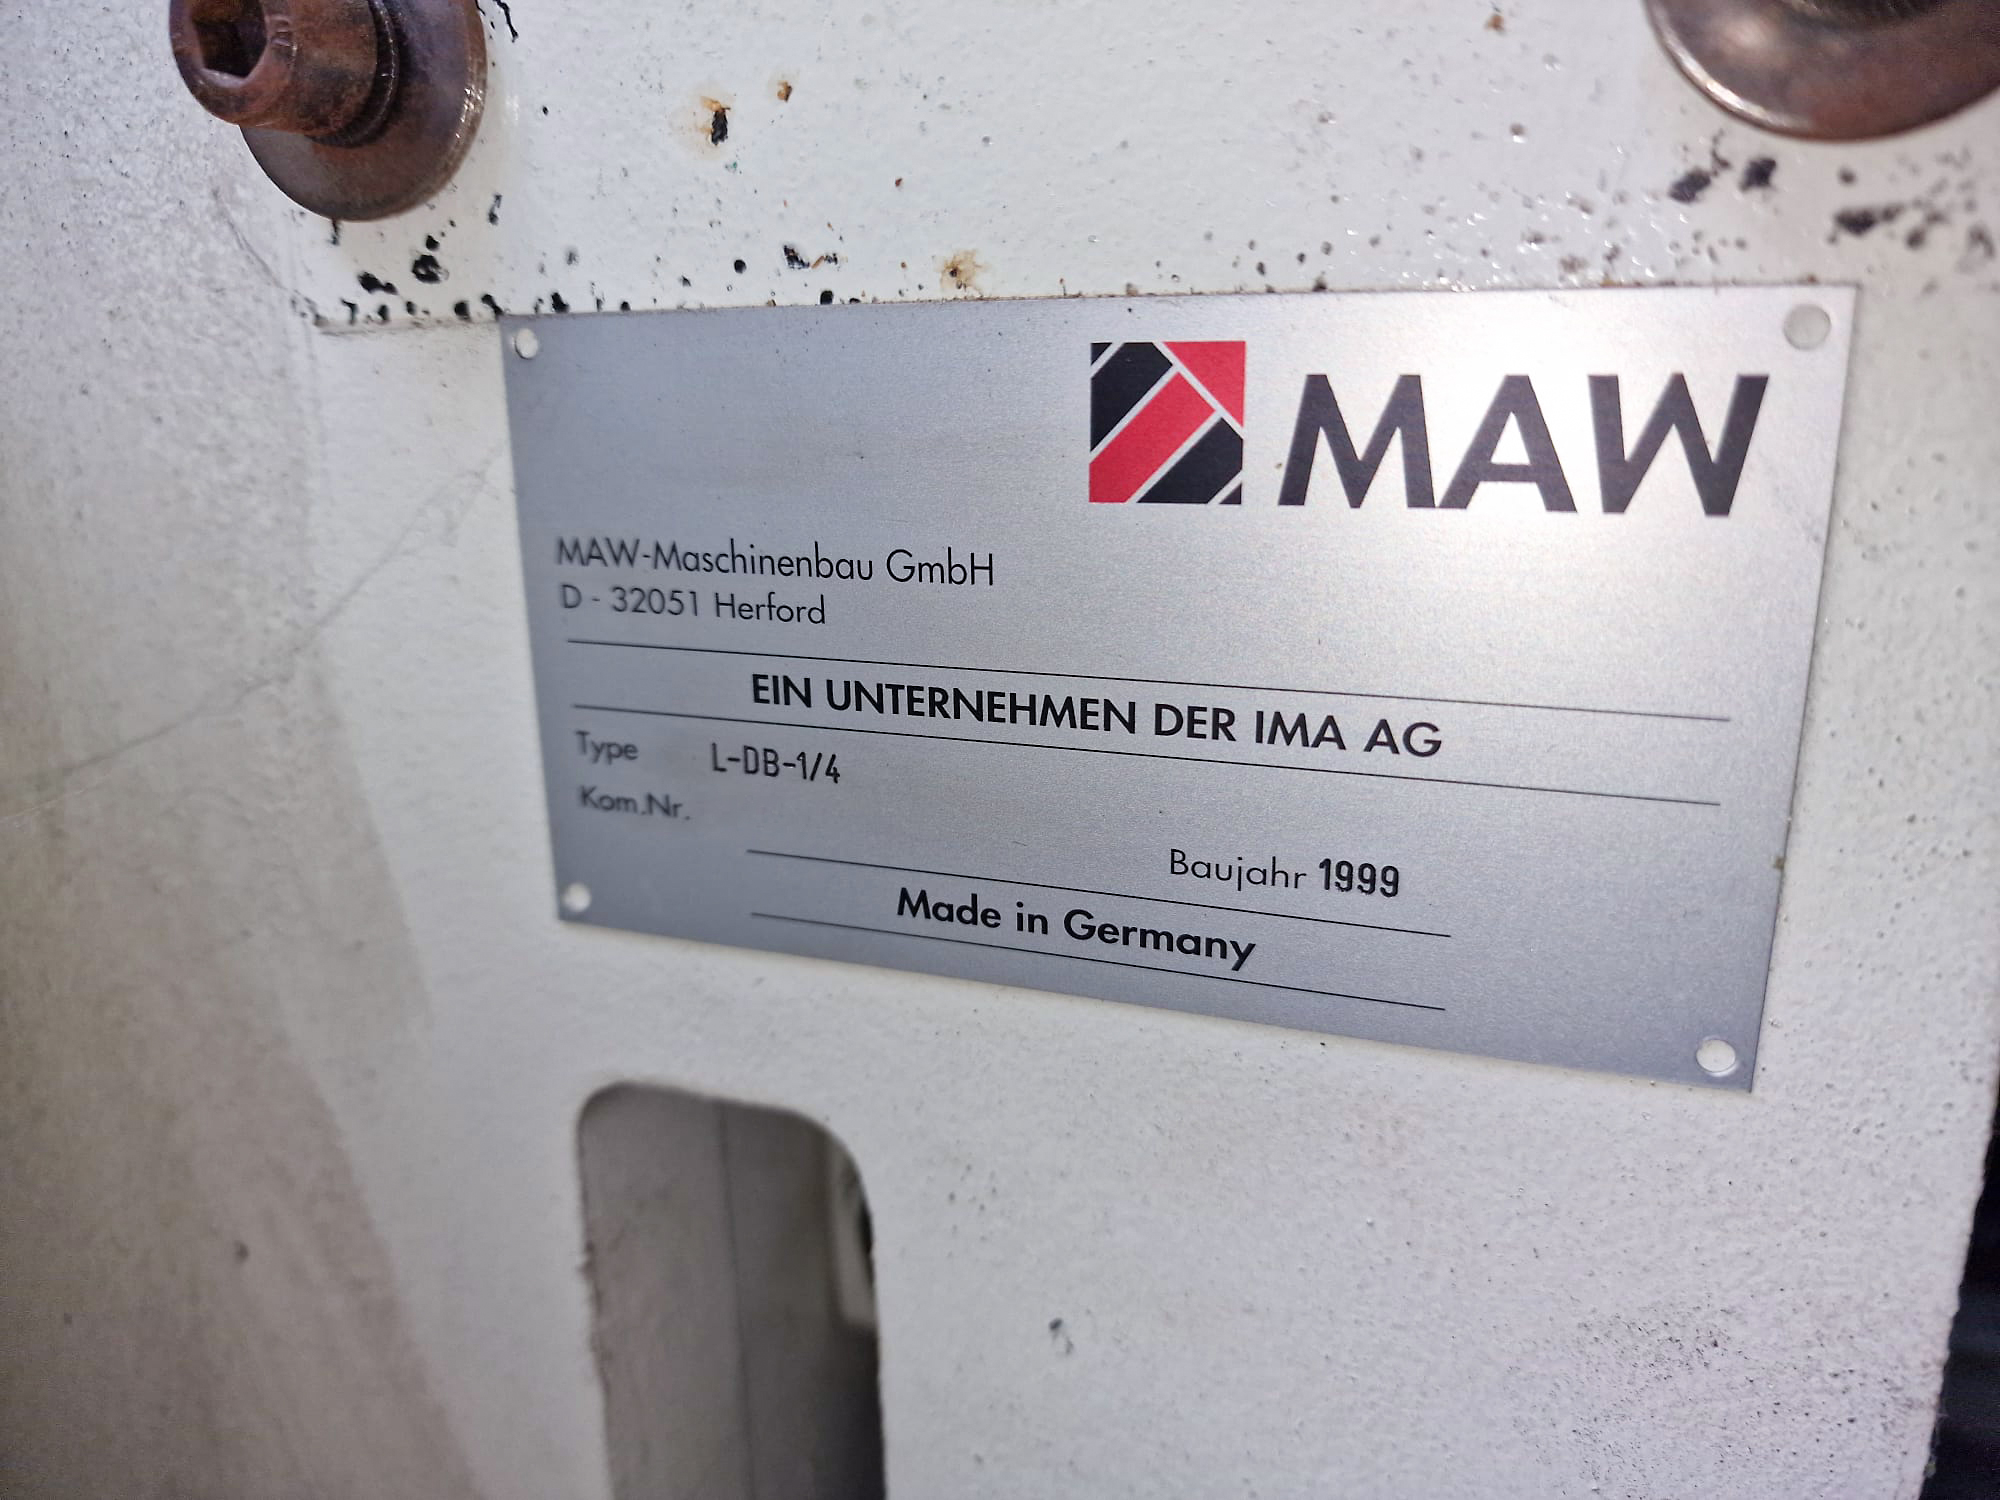 MAW
MAW-Maschinenbau GmbH
D - 32051 Herford
EIN UNTERNEHMEN DER IMA AG
Type L-DB-1/4
Kom.Nr.
Baujahr 1999
Made in Germany